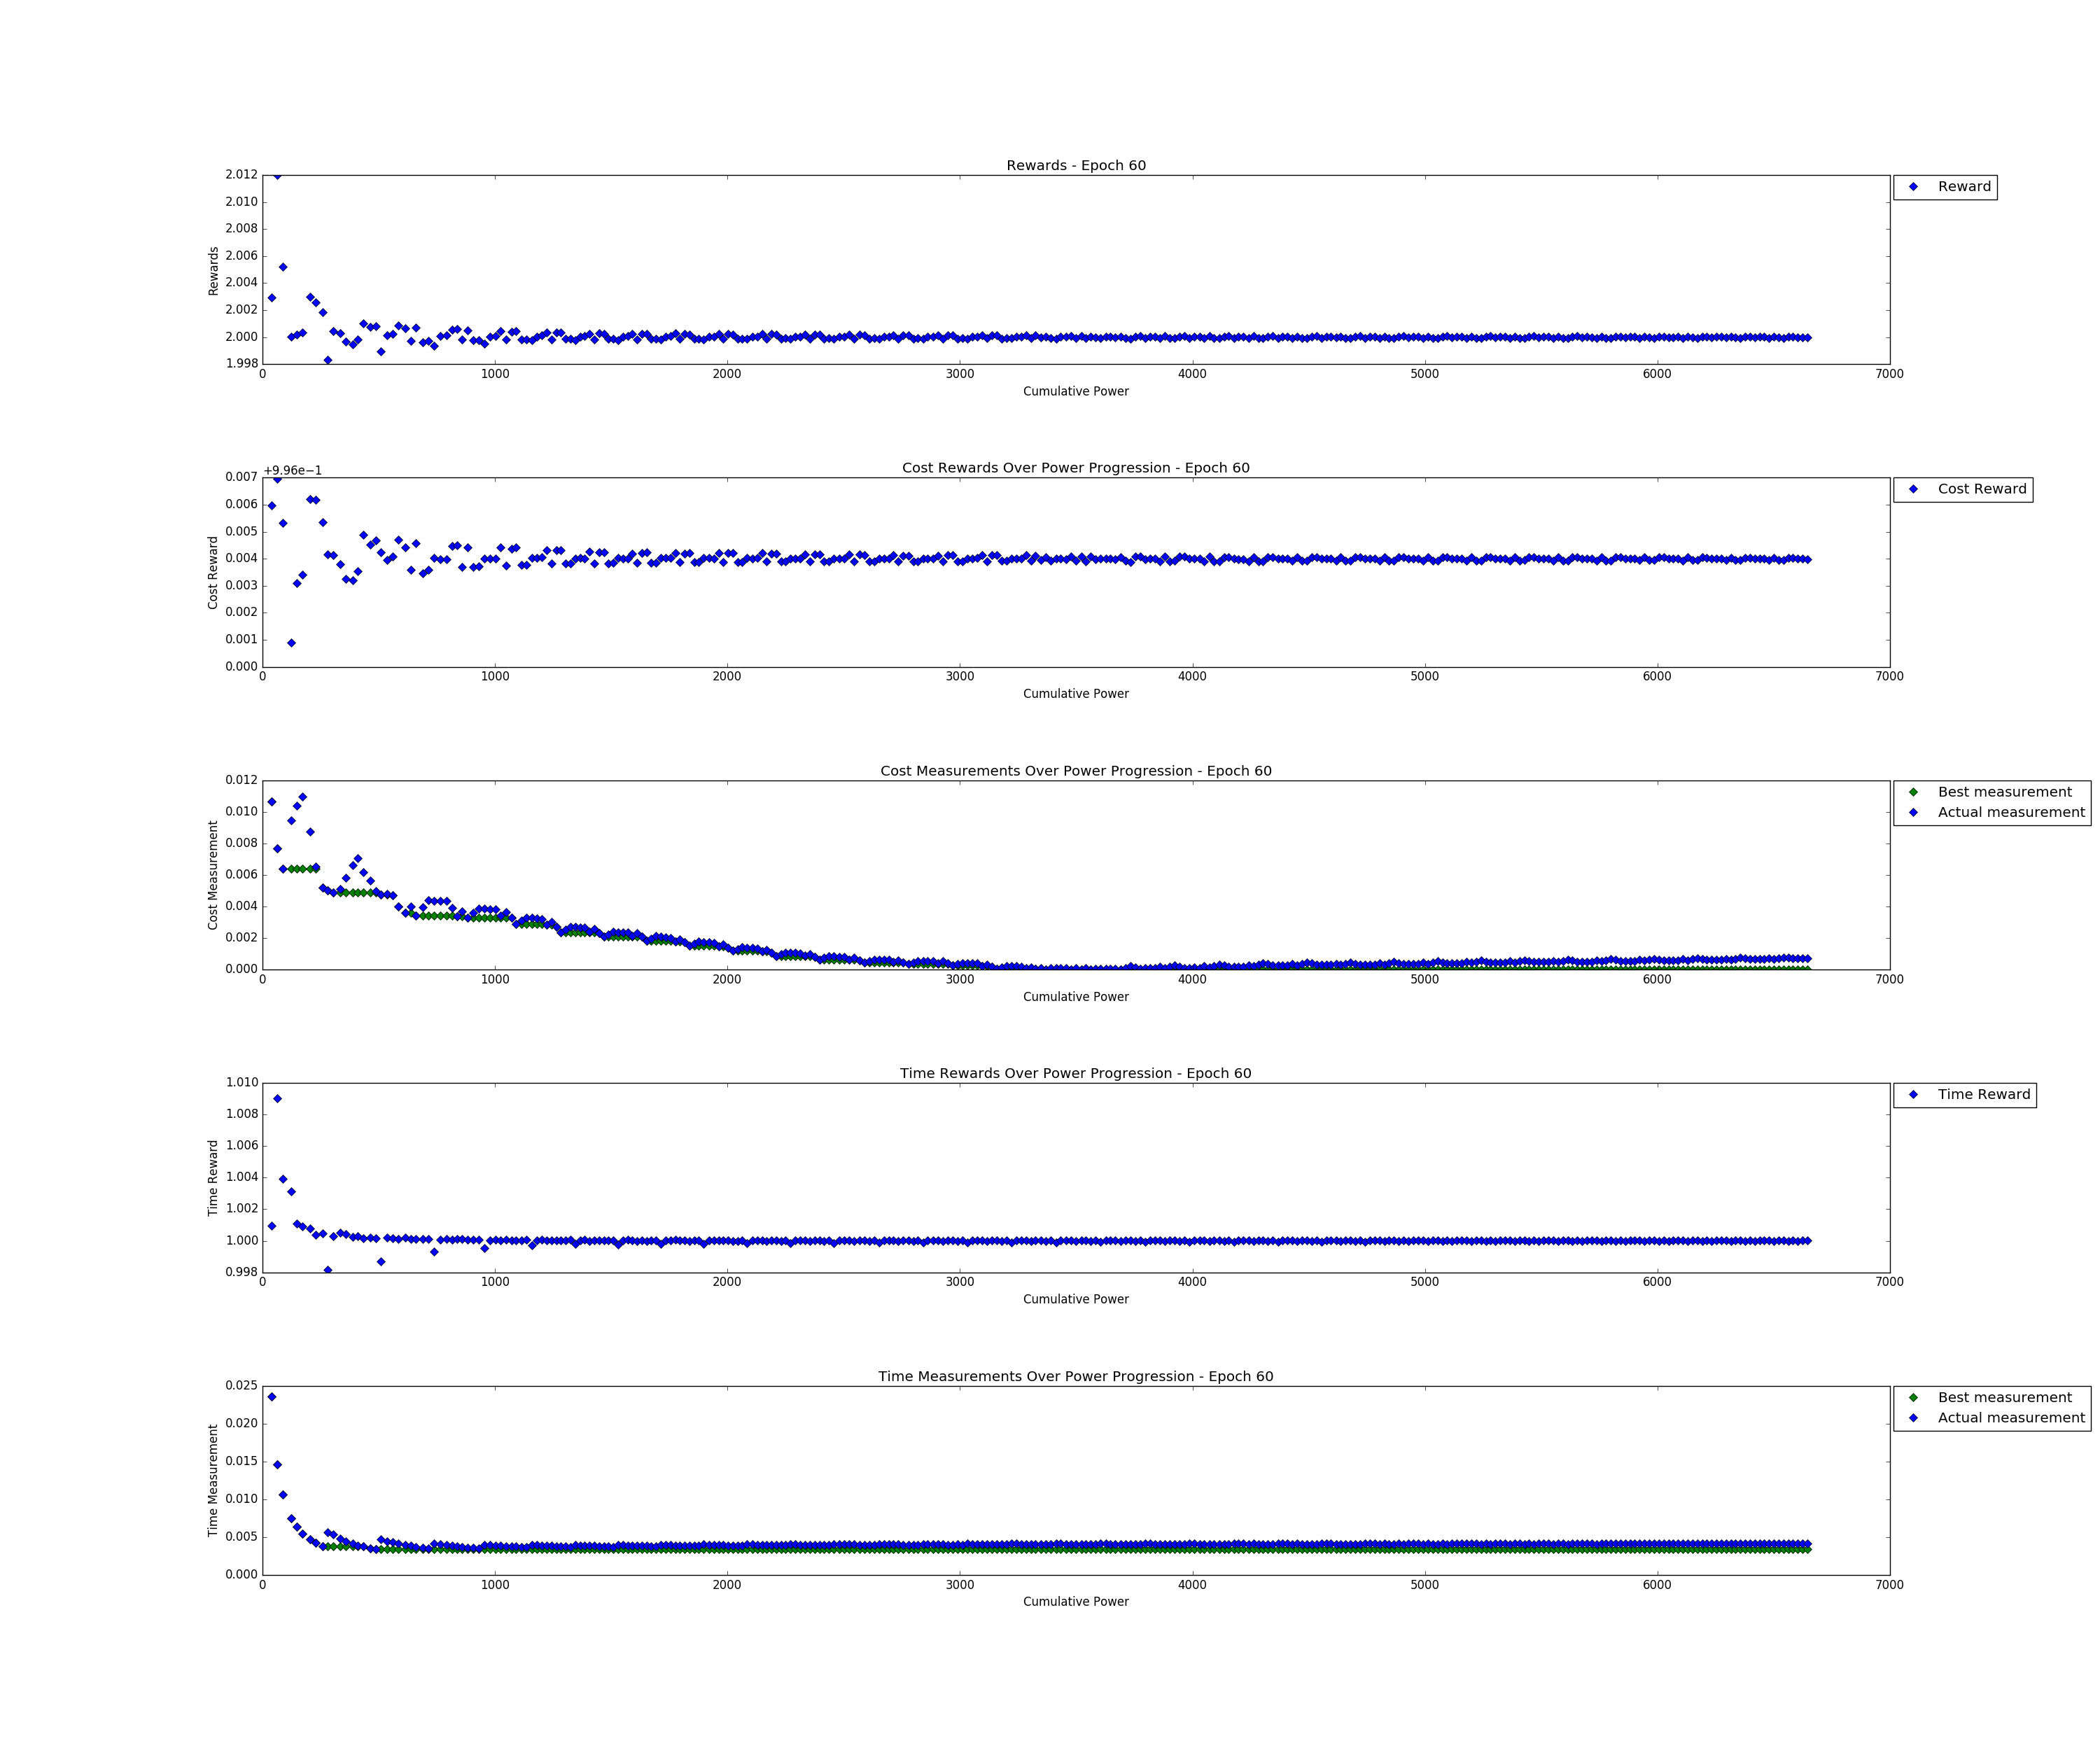 Rewards - Epoch 60
2.012
2.010
2.008
2.006
2.004
2.002
2.000
1.998
Rewards
0 1000 2000 3000 4000 5000 6000 7000
Cumulative Power
Reward
+9.96e−1
Cost Rewards Over Power Progression - Epoch 60
0.007
0.006
0.005
0.004
0.003
0.002
0.001
0.000
Cost Reward
0 1000 2000 3000 4000 5000 6000 7000
Cumulative Power
Cost Reward
Cost Measurements Over Power Progression - Epoch 60
0.012
0.010
0.008
0.006
0.004
0.002
0.000
Cost Measurement
0 1000 2000 3000 4000 5000 6000 7000
Cumulative Power
Best measurement
Actual measurement
Time Rewards Over Power Progression - Epoch 60
1.010
1.008
1.006
1.004
1.002
1.000
0.998
Time Reward
0 1000 2000 3000 4000 5000 6000 7000
Cumulative Power
Time Reward
Time Measurements Over Power Progression - Epoch 60
0.025
0.020
0.015
0.010
0.005
0.000
Time Measurement
0 1000 2000 3000 4000 5000 6000 7000
Cumulative Power
Best measurement
Actual measurement